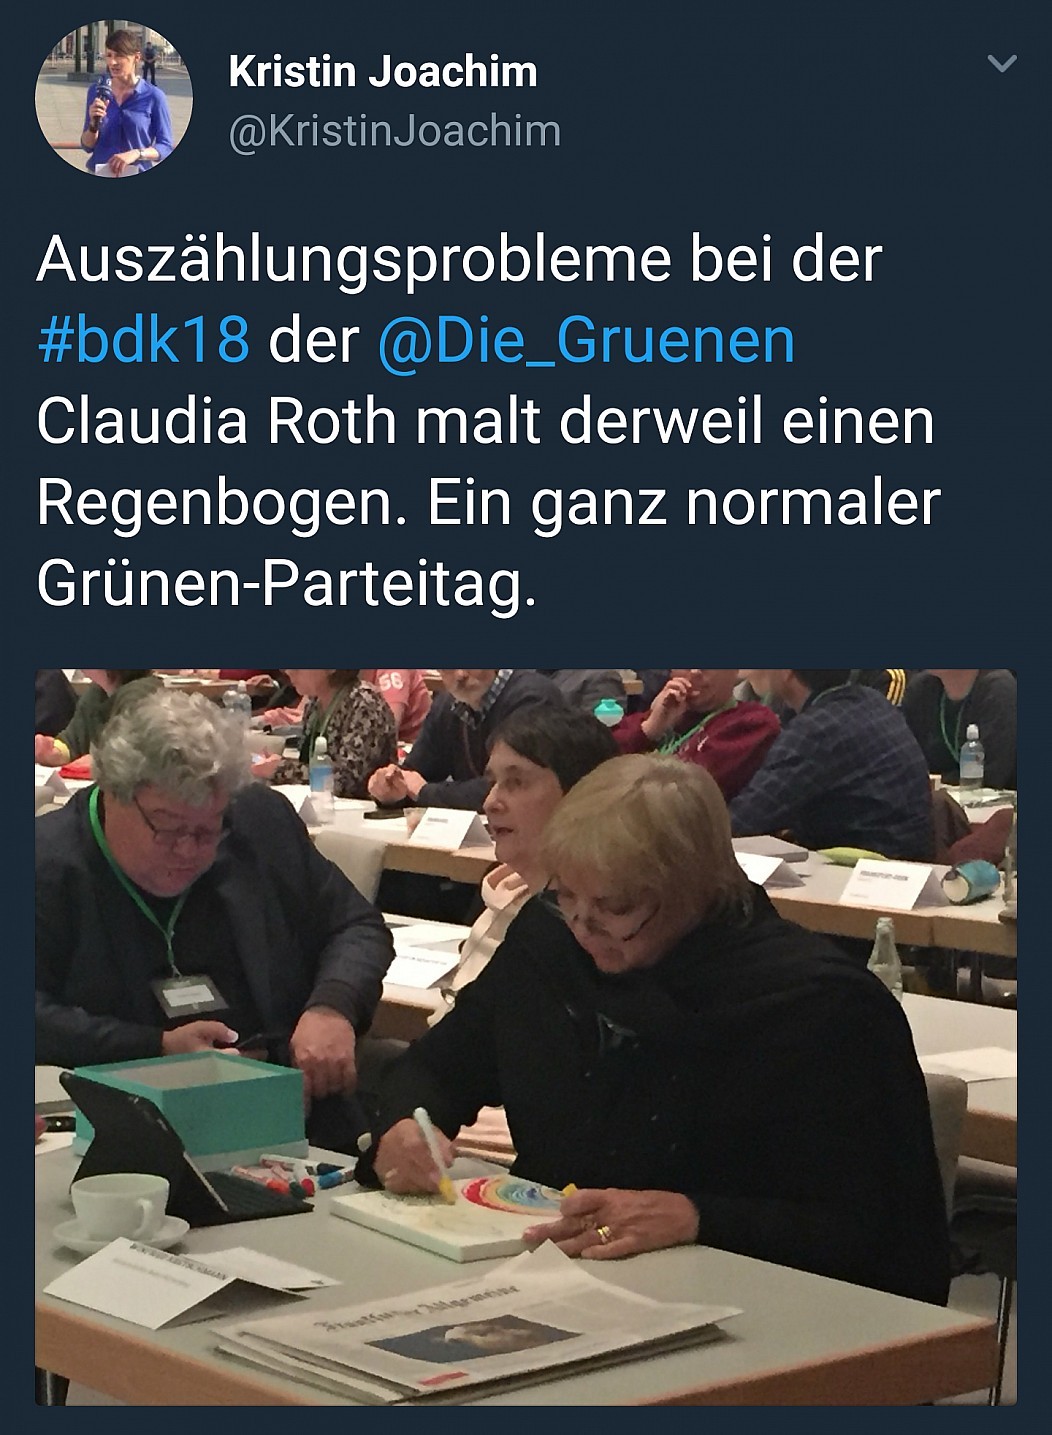 Kristin Joachim
@KristinJoachim
Auszählungsprobleme bei der
#bdk18 der @Die_Gruenen
Claudia Roth malt derweil einen
Regenbogen. Ein ganz normaler
Grünen-Parteitag.
56
Frankfurter Allgemeine